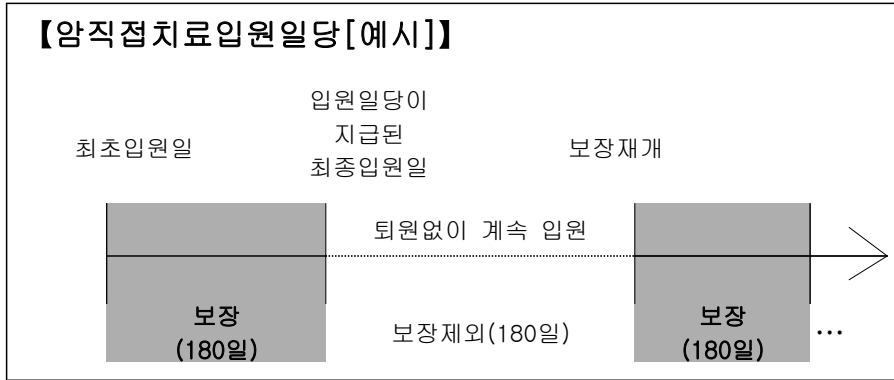 【암직접치료입원일당[예시]】
입원일당이
지급된
최종입원일
최초입원일
보장재개
퇴원없이 계속 입원
보장
(180일)
보장제외(180일)
보장
(180일)
…